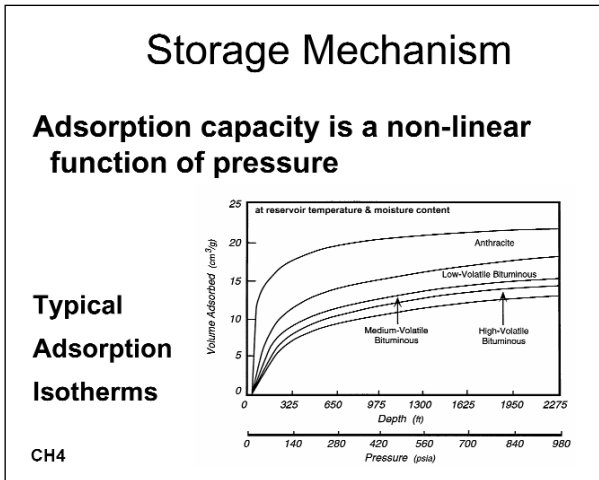 Storage Mechanism
Adsorption capacity is a non-linear
function of pressure
Typical
Adsorption
Isotherms
CH4
at reservoir temperature & moisture content
Volume Adsorbed (cm³/g)
25
20
15
10
5
0
Anthracite
Low-Volatile Bituminous
Medium-Volatile
Bituminous
High-Volatile
Bituminous
0 325 650 975 1300 1625 1950 2275
Depth (ft)
0 140 280 420 560 700 840 980
Pressure (psia)